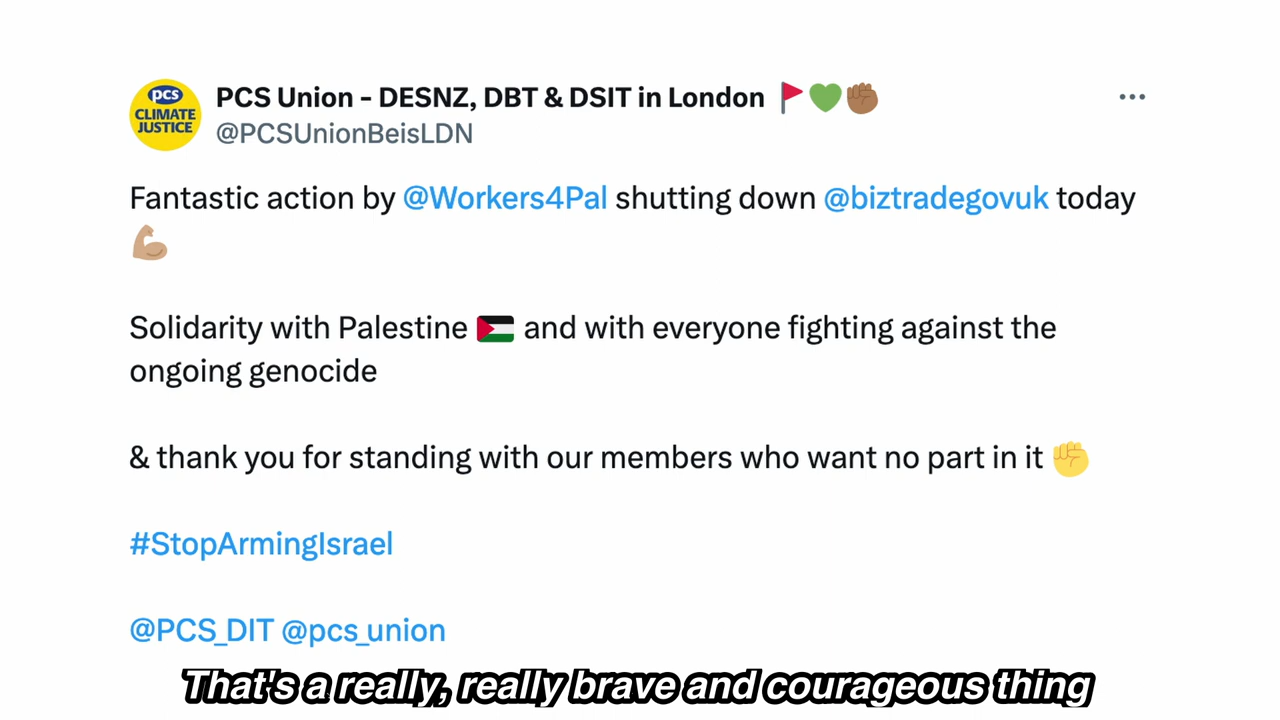 pcs
CLIMATE
JUSTICE
PCS Union - DESNZ, DBT & DSIT in London 🚩💚✊🏾
@PCSUnionBeisLDN
Fantastic action by @Workers4Pal shutting down @biztradegovuk today
💪🏽
Solidarity with Palestine 🇵🇸 and with everyone fighting against the
ongoing genocide
& thank you for standing with our members who want no part in it ✊
#StopArmingIsrael
@PCS_DIT @pcs_union
That's a really, really brave and courageous thing